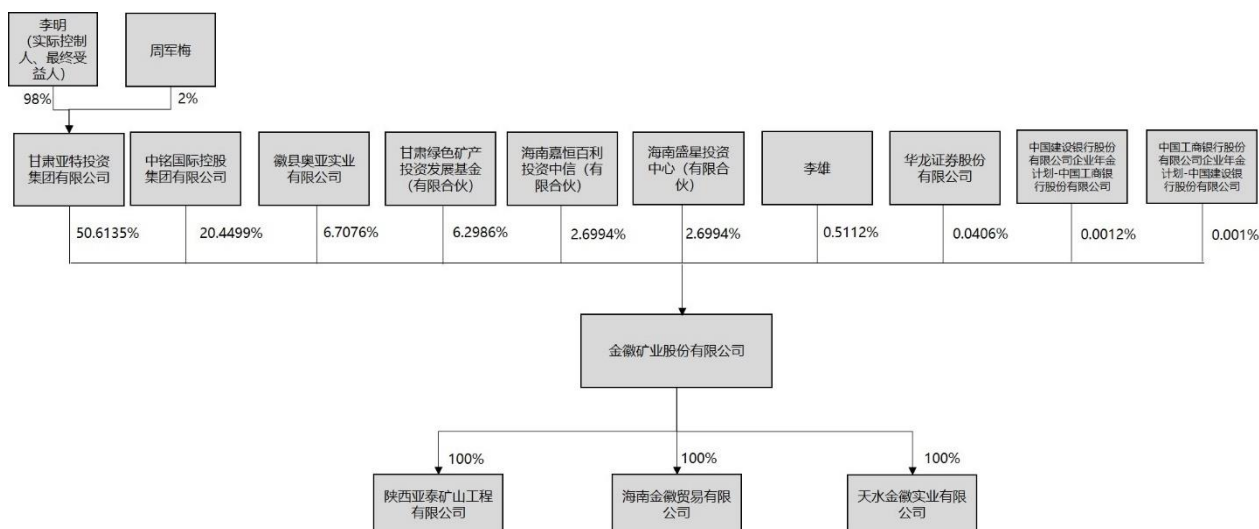 李明
（实际控制
人、最终受
益人）
周军梅
98%
2%
甘肃亚特投资
集团有限公司
中铭国际控股
集团有限公司
徽县奥亚实业
有限公司
甘肃绿色矿产
投资发展基金
（有限合伙）
海南嘉恒百利
投资中信（有
限合伙）
海南盛星投资
中心（有限合
伙）
李雄
华龙证券股份
有限公司
中国建设银行股份
有限公司企业年金
计划-中国工商银
行股份有限公司
中国工商银行股份
有限公司企业年金
计划-中国建设银
行股份有限公司
50.6135%
20.4499%
6.7076%
6.2986%
2.6994%
2.6994%
0.5112%
0.0406%
0.0012%
0.001%
金徽矿业股份有限公司
100%
100%
100%
陕西亚泰矿山工程
有限公司
海南金徽贸易有限公
司
天水金徽实业有限公
司